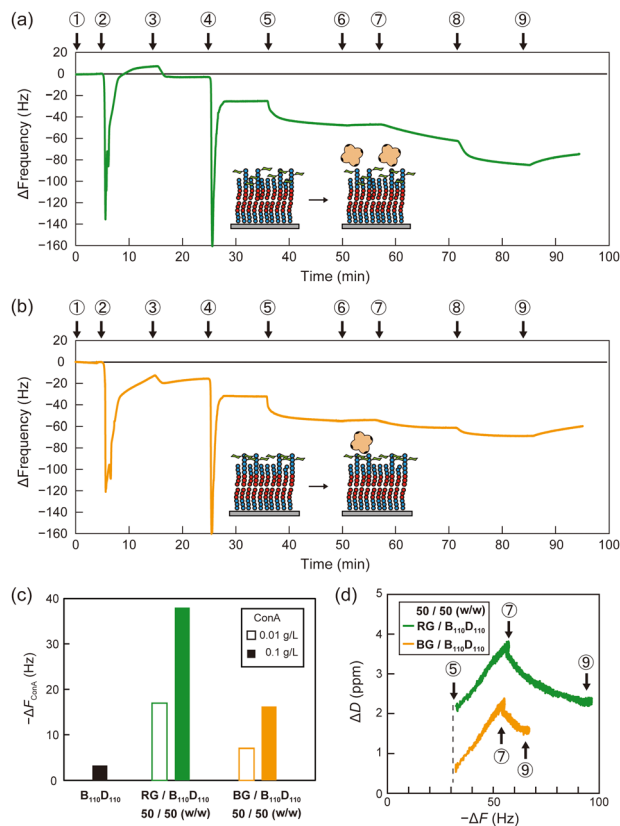 (a)
① ② ③ ④ ⑤ ⑥ ⑦ ⑧ ⑨
20
0
−20
−40
−60
−80
−100
−120
−140
−160
ΔFrequency (Hz)
0 10 20 30 40 50 60 70 80 90 100
Time (min)
(b)
① ② ③ ④ ⑤ ⑥ ⑦ ⑧ ⑨
20
0
−20
−40
−60
−80
−100
−120
−140
−160
ΔFrequency (Hz)
0 10 20 30 40 50 60 70 80 90 100
Time (min)
(c)
40
30
20
10
0
−ΔF_ConA (Hz)
ConA
0.01 g/L
0.1 g/L
B₁₁₀D₁₁₀ RG / B₁₁₀D₁₁₀ BG / B₁₁₀D₁₁₀
50 / 50 (w/w) 50 / 50 (w/w)
(d)
5
4
3
2
1
0
ΔD (ppm)
50 / 50 (w/w)
RG / B₁₁₀D₁₁₀
BG / B₁₁₀D₁₁₀
⑦
⑤
⑨
⑦
⑨
0 50 100
−ΔF (Hz)